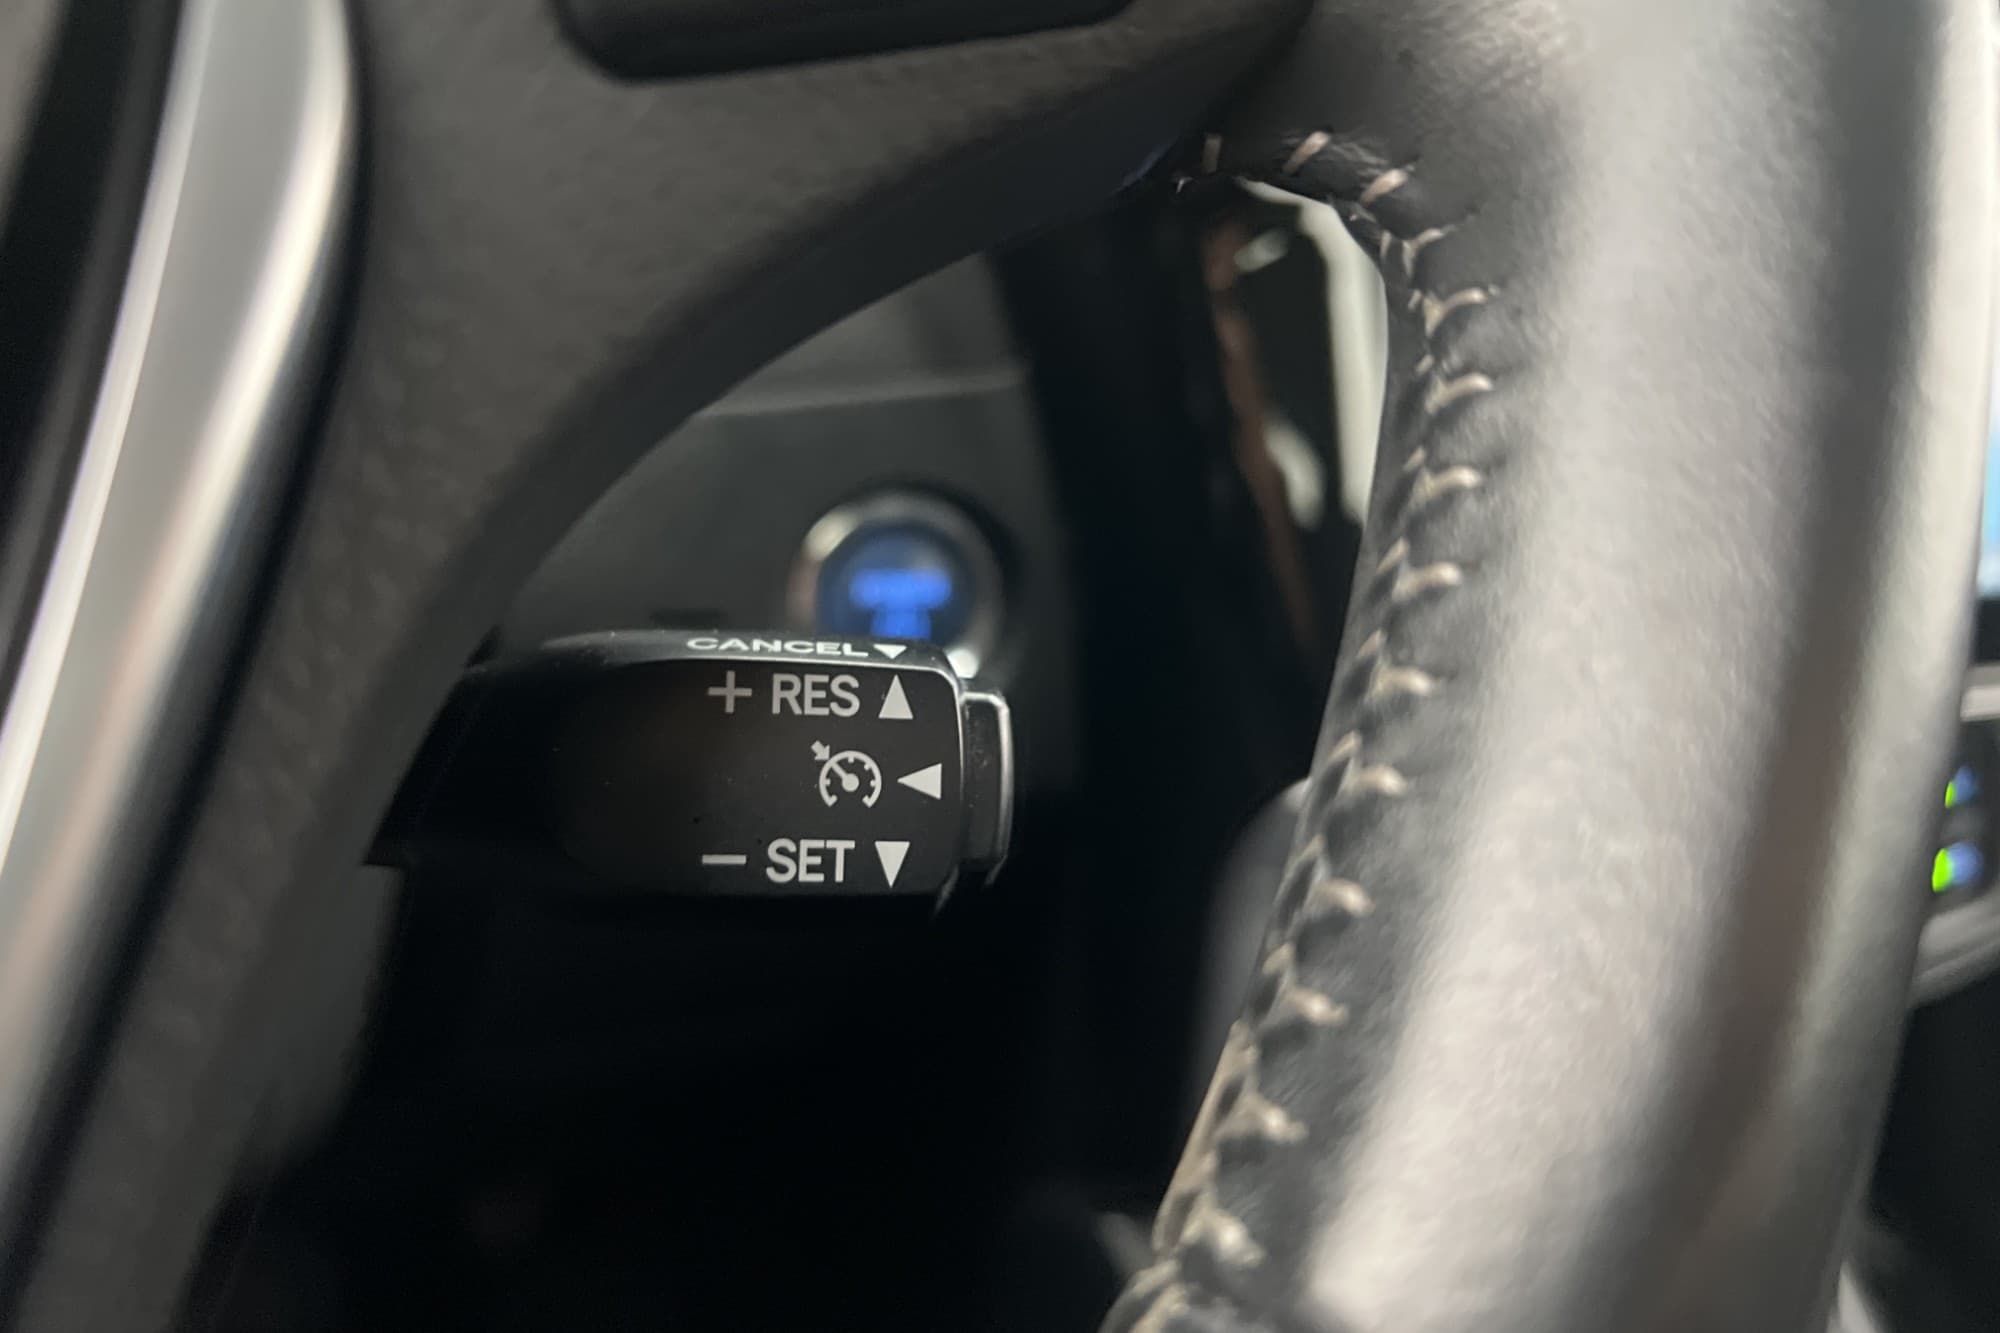 CANCEL▼
+ RES ▲
◀
− SET ▼